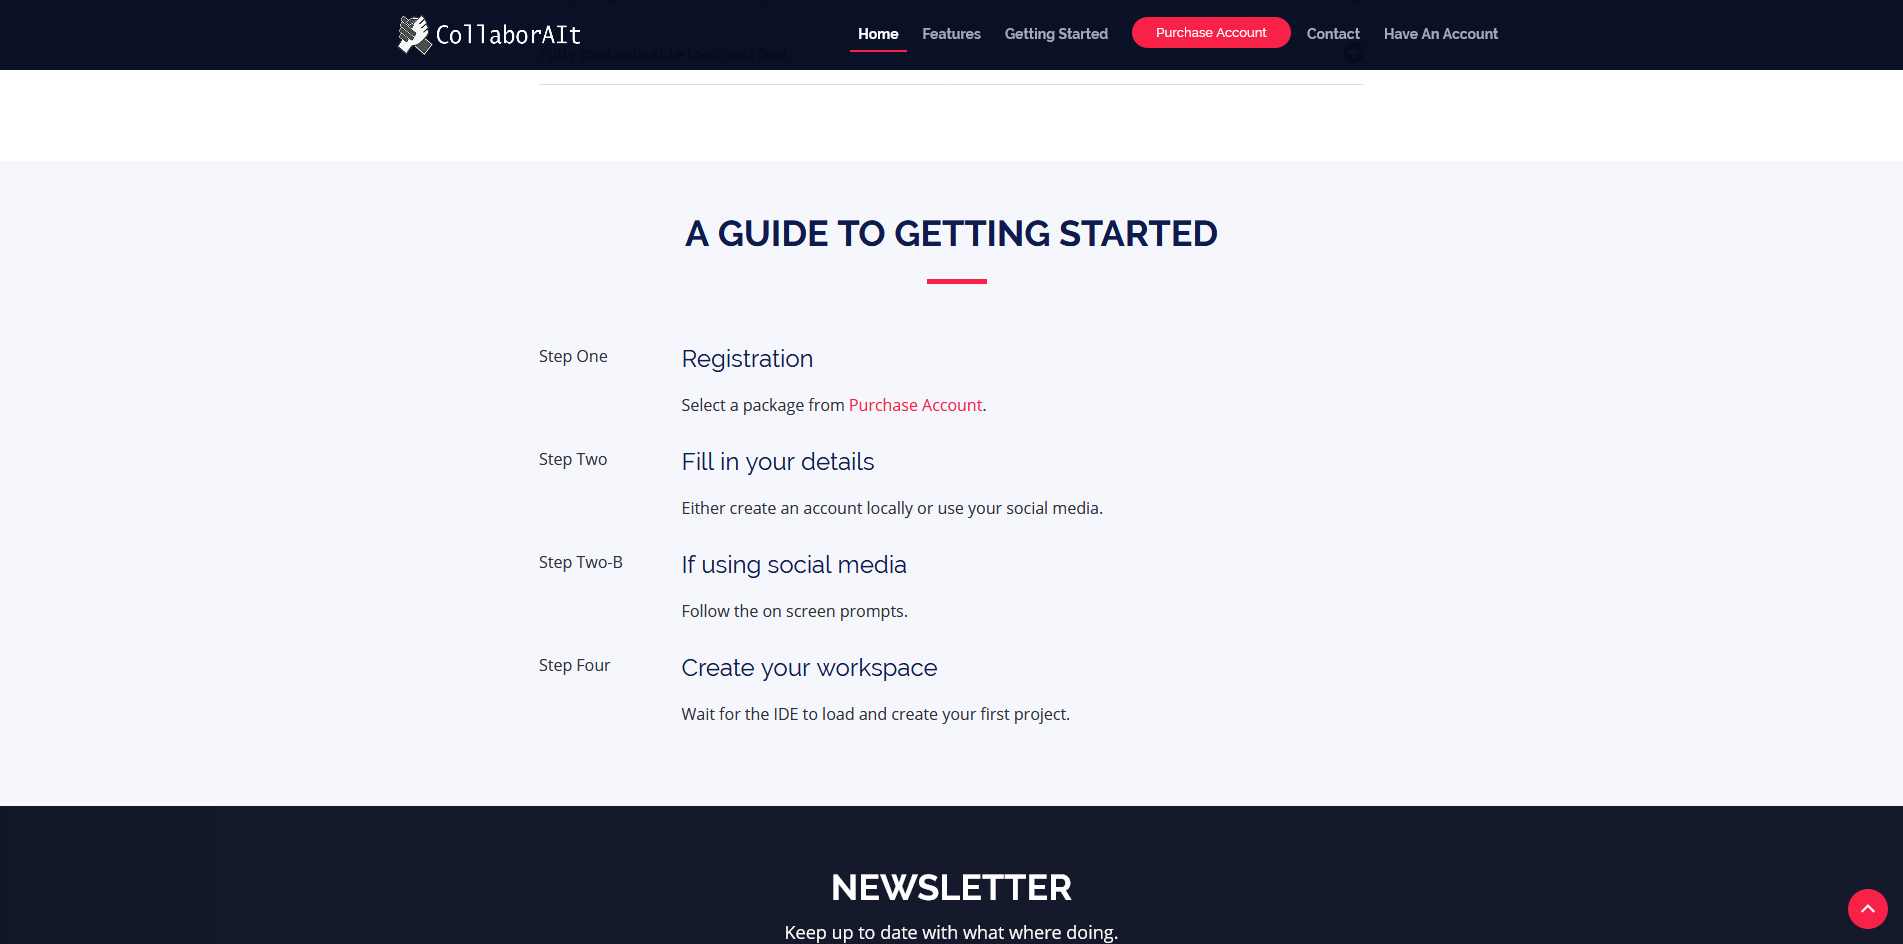 CollaborAIt
Home Features Getting Started Purchase Account Contact Have An Account
Fully customizable look and feel.
A GUIDE TO GETTING STARTED
Step One Registration
Select a package from Purchase Account.
Step Two Fill in your details
Either create an account locally or use your social media.
Step Two-B If using social media
Follow the on screen prompts.
Step Four Create your workspace
Wait for the IDE to load and create your first project.
NEWSLETTER
Keep up to date with what where doing.